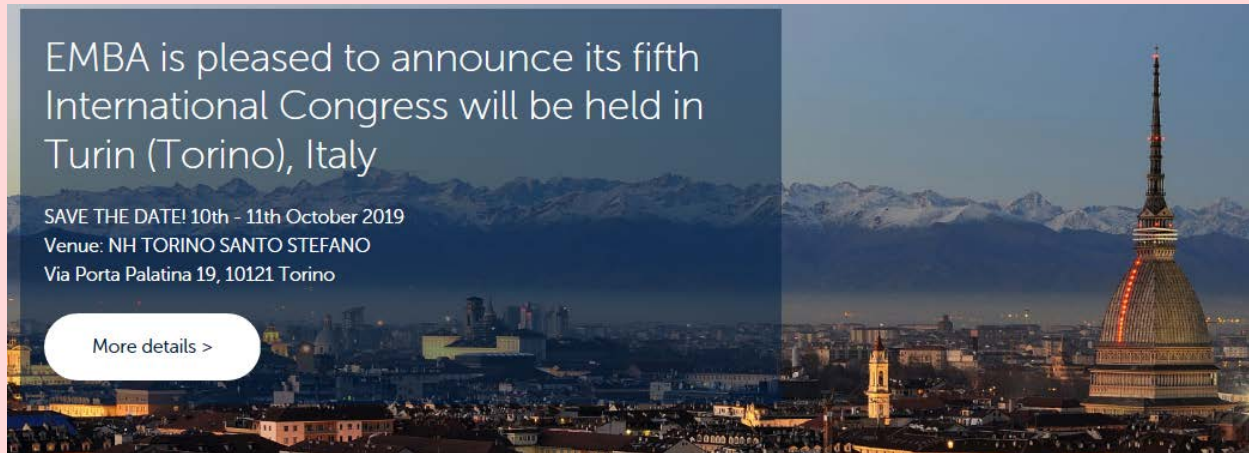 EMBA is pleased to announce its fifth
International Congress will be held in
Turin (Torino), Italy
SAVE THE DATE! 10th - 11th October 2019
Venue: NH TORINO SANTO STEFANO
Via Porta Palatina 19, 10121 Torino
More details >